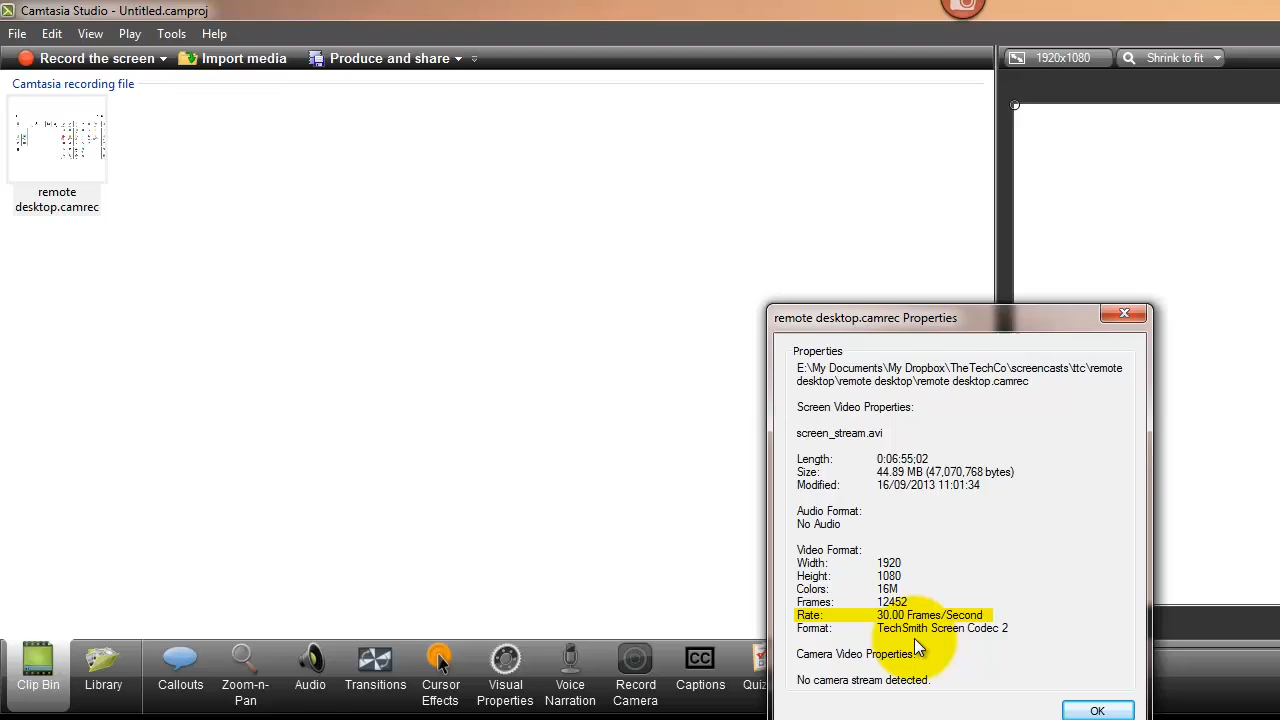 Camtasia Studio - Untitled.camproj
File Edit View Play Tools Help
Record the screen Import media Produce and share
1920x1080 Shrink to fit
Camtasia recording file
remote
desktop.camrec
remote desktop.camrec Properties
Properties
E:\My Documents\My Dropbox\TheTechCo\screencasts\ttc\remote
desktop\remote desktop\remote desktop.camrec
Screen Video Properties:
screen_stream.avi
Length: 0:06:55;02
Size: 44.89 MB (47,070,768 bytes)
Modified: 16/09/2013 11:01:34
Audio Format:
No Audio
Video Format:
Width: 1920
Height: 1080
Colors: 16M
Frames: 12452
Rate: 30.00 Frames/Second
Format: TechSmith Screen Codec 2
Camera Video Properties:
No camera stream detected.
OK
Clip Bin
Library
Callouts
Zoom-n-
Pan
Audio
Transitions
Cursor
Effects
Visual
Properties
Voice
Narration
Record
Camera
CC
Captions
Quiz